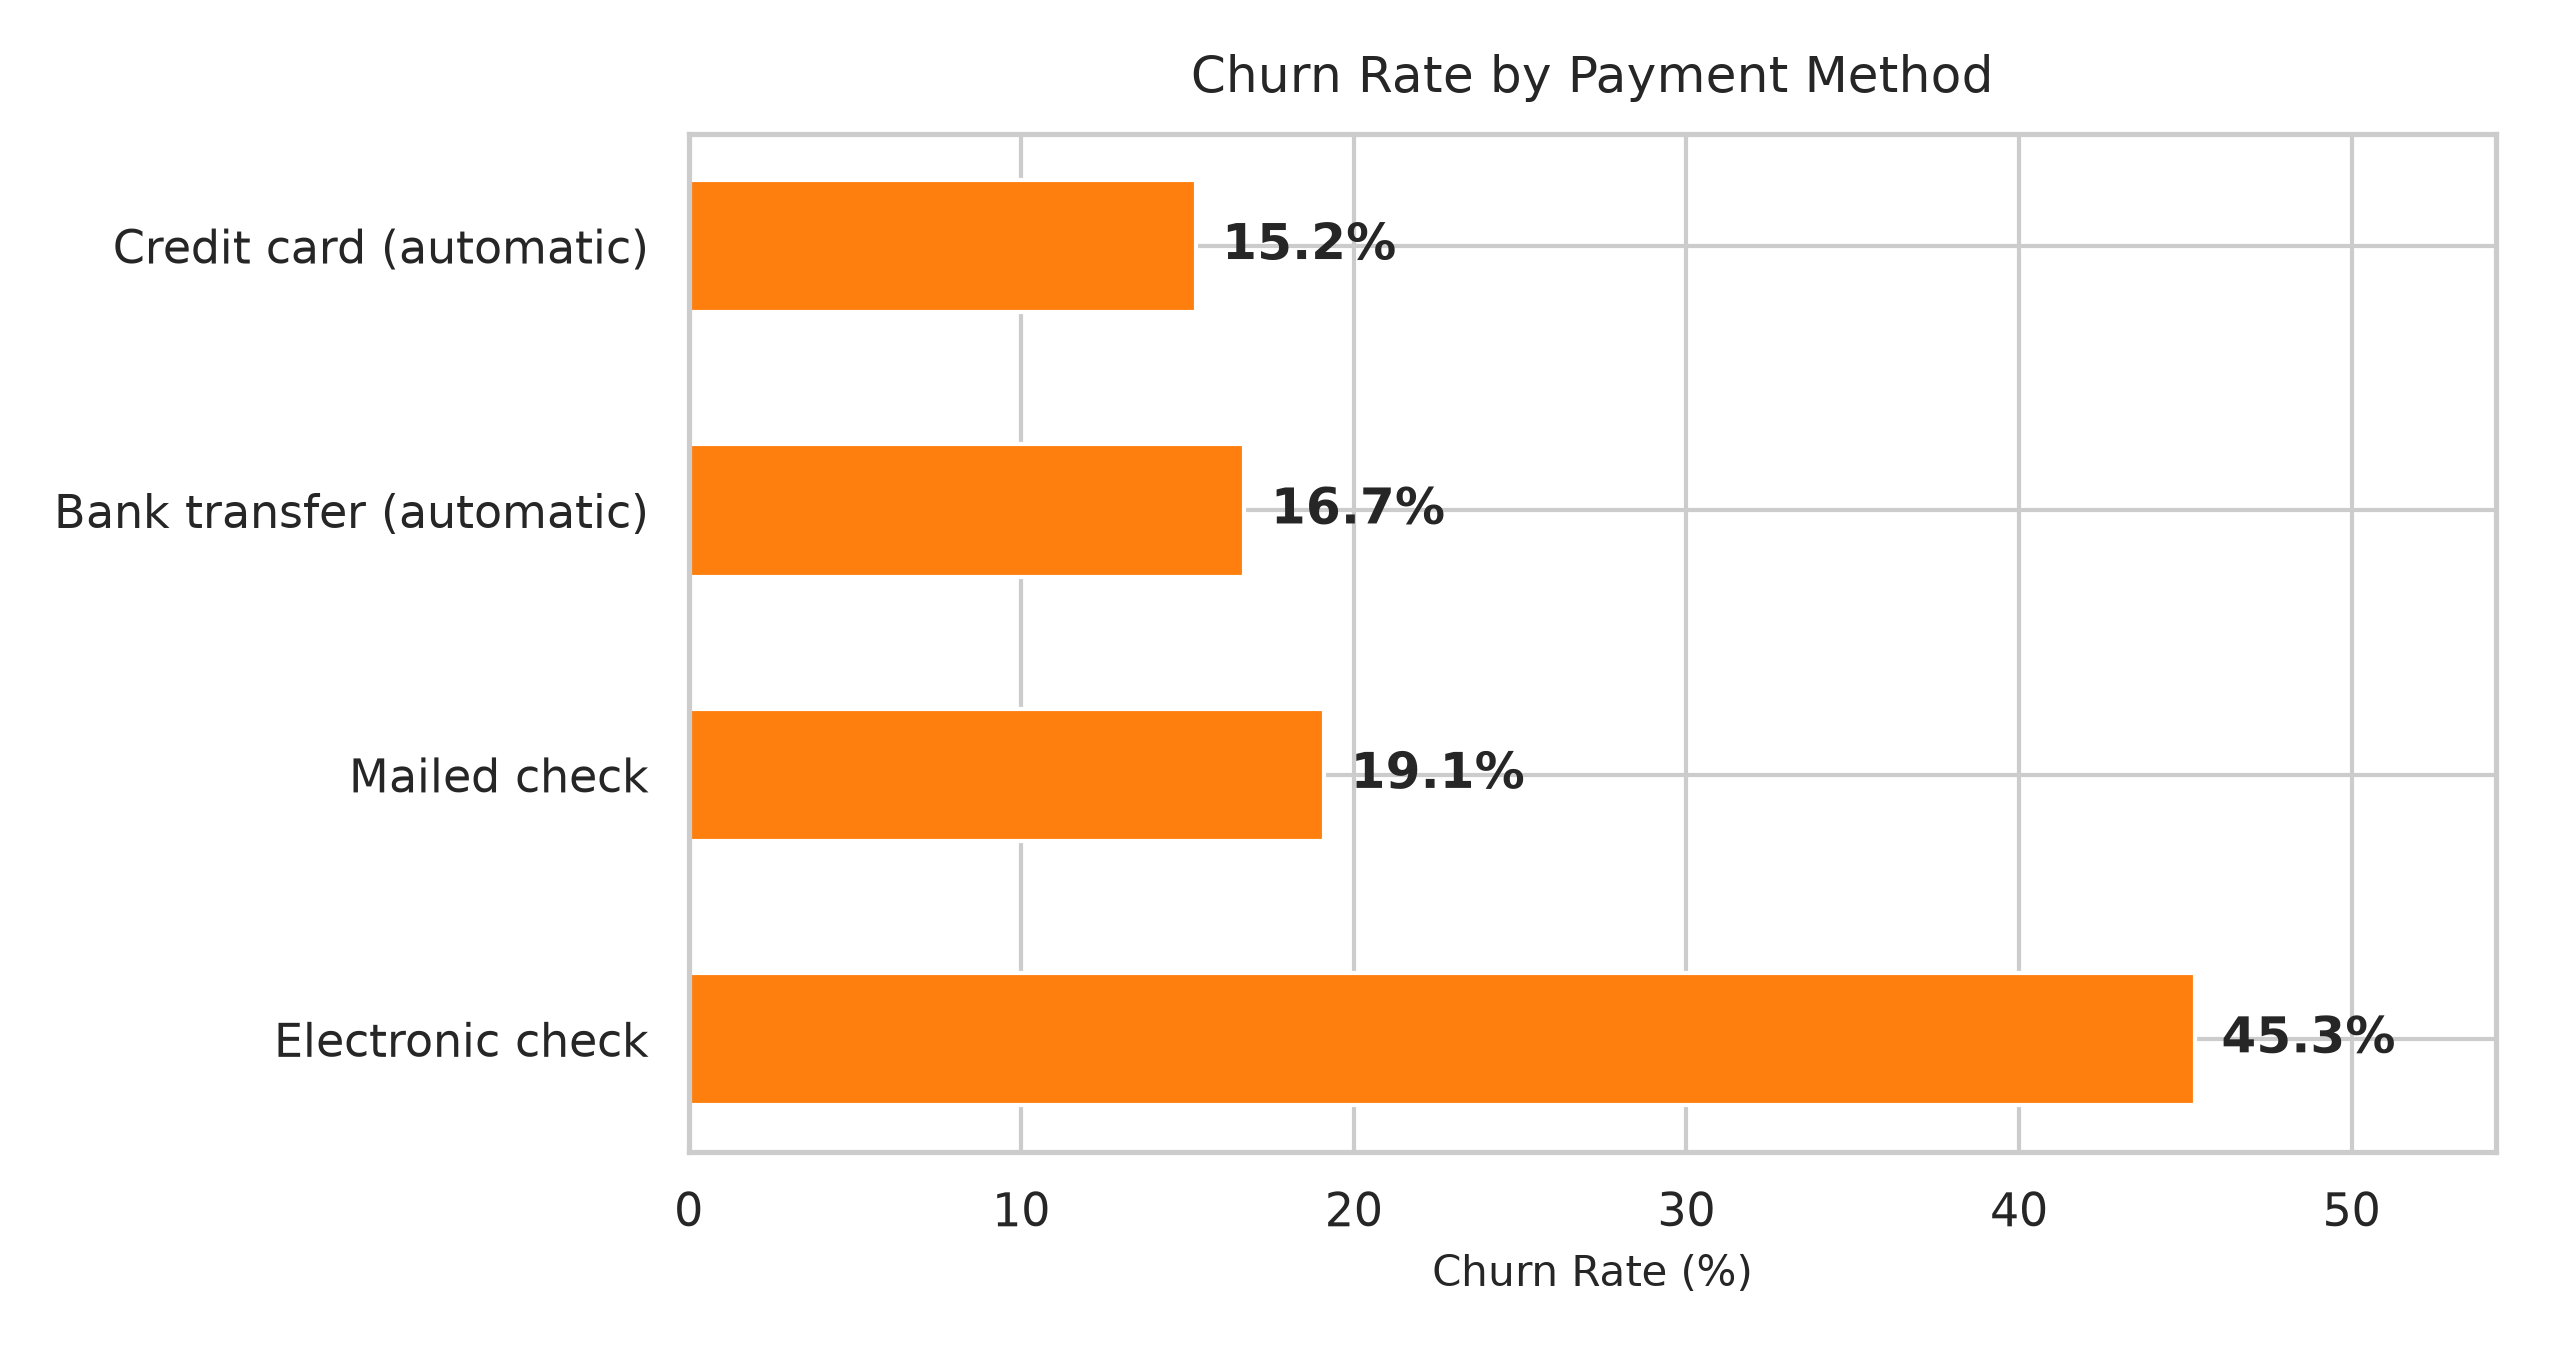 Churn Rate by Payment Method
Credit card (automatic)
15.2%
Bank transfer (automatic)
16.7%
Mailed check
19.1%
Electronic check
45.3%
0 10 20 30 40 50
Churn Rate (%)